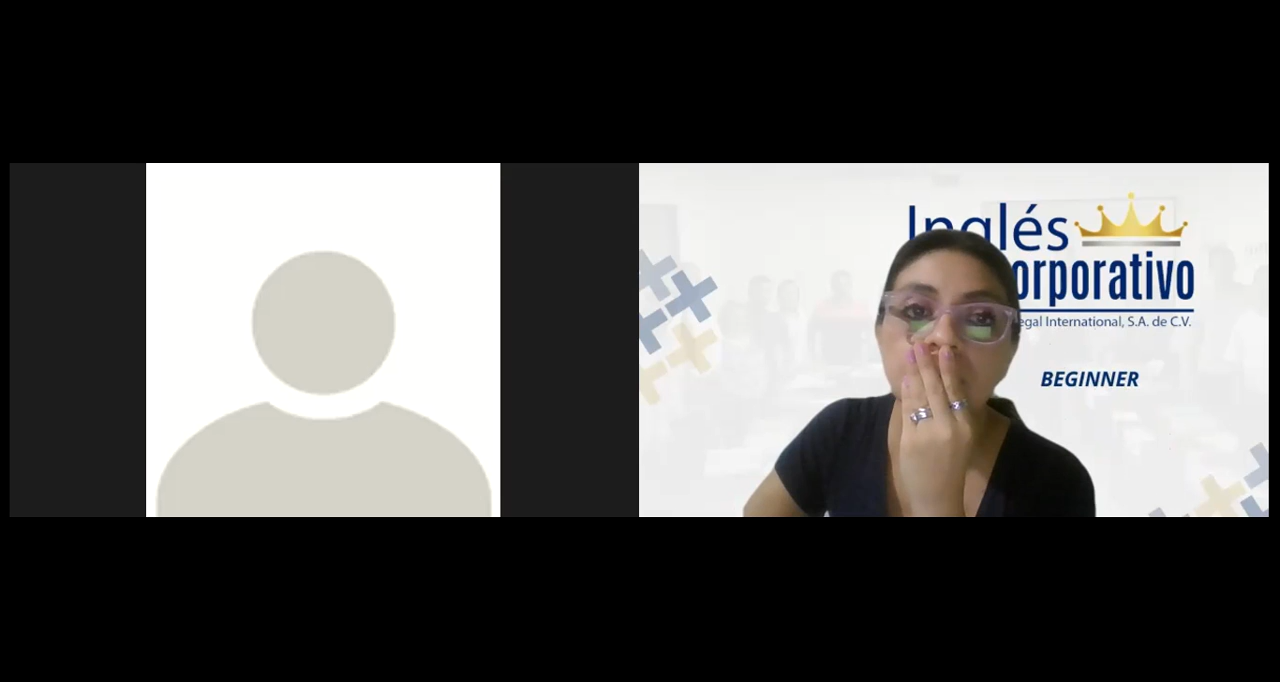 Inglés
orporativo
egal International, S.A. de C.V.
BEGINNER